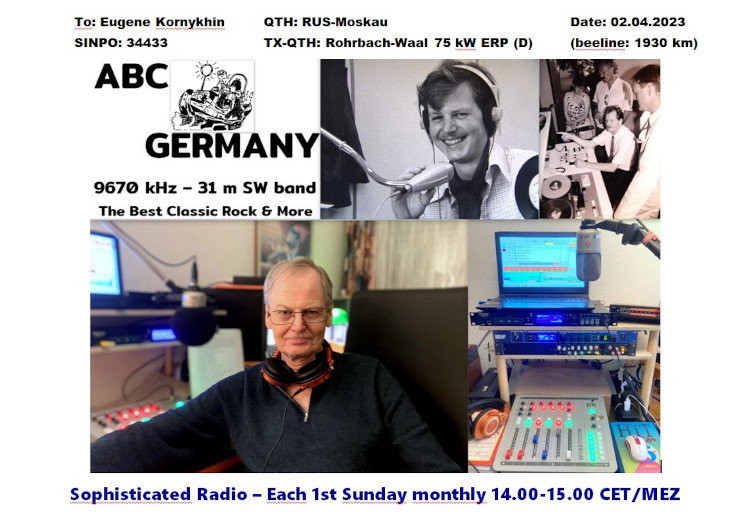 To: Eugene Kornykhin QTH: RUS-Moskau Date: 02.04.2023
SINPO: 34433 TX-QTH: Rohrbach-Waal 75 kW ERP (D) (beeline: 1930 km)
ABC
GERMANY
9670 kHz – 31 m SW band
The Best Classic Rock & More
HIT
Sophisticated Radio – Each 1st Sunday monthly 14.00-15.00 CET/MEZ